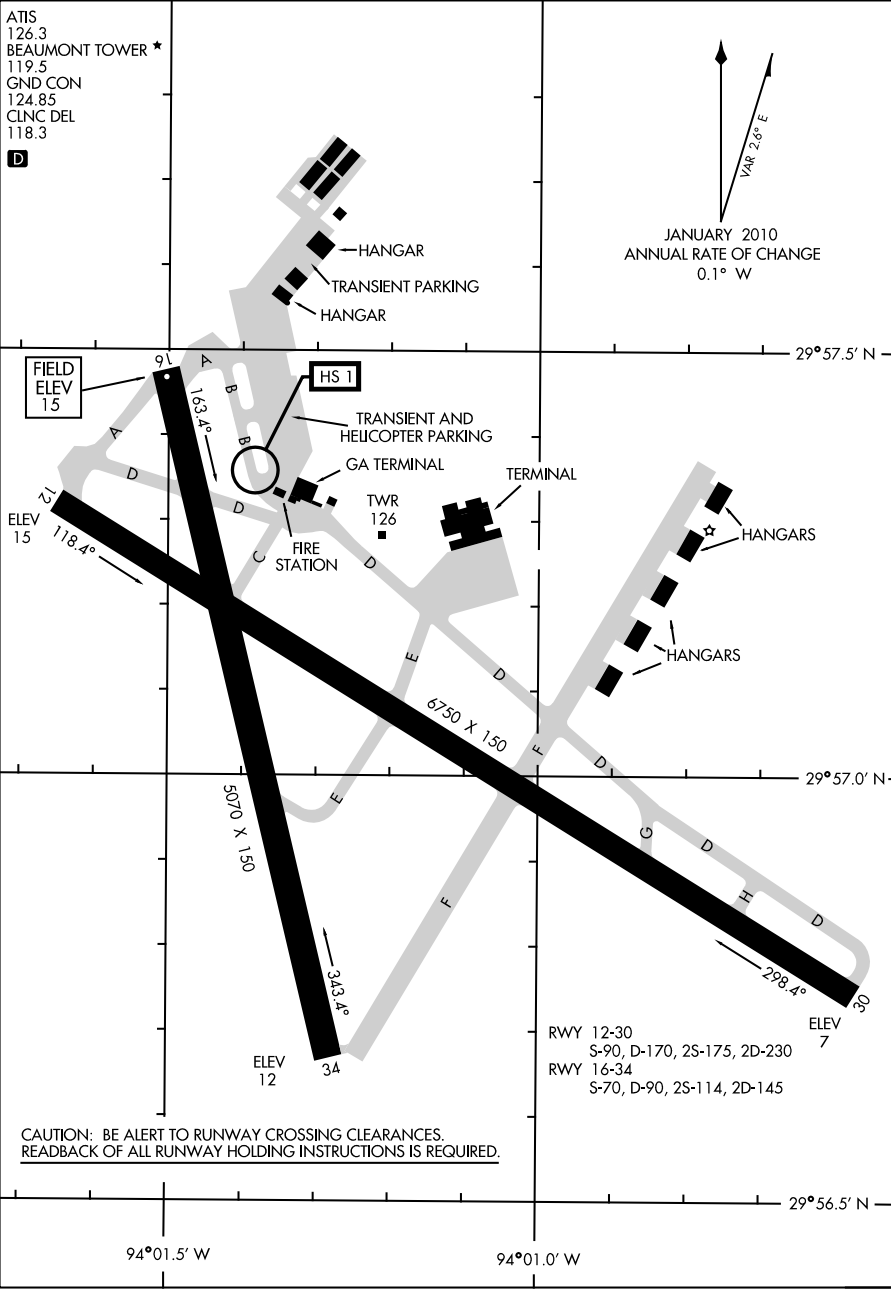 ATIS
126.3
BEAUMONT TOWER
119.5
GND CON
124.85
CLNC DEL
118.3
D
VAR 2.6° E
JANUARY 2010
ANNUAL RATE OF CHANGE
0.1° W
HANGAR
TRANSIENT PARKING
HANGAR
29°57.5' N
FIELD
ELEV
15
16
A
B
HS 1
163.4°
TRANSIENT AND
HELICOPTER PARKING
A
B
GA TERMINAL
TERMINAL
D
12
ELEV
15
D
TWR
126
118.4°
C
FIRE
STATION
D
HANGARS
HANGARS
E
D
6750 X 150
F
D
29°57.0' N
E
5070 X 150
G
D
H
F
D
343.4°
298.4°
30
ELEV
7
ELEV
12
34
RWY 12-30
S-90, D-170, 2S-175, 2D-230
RWY 16-34
S-70, D-90, 2S-114, 2D-145
CAUTION: BE ALERT TO RUNWAY CROSSING CLEARANCES.
READBACK OF ALL RUNWAY HOLDING INSTRUCTIONS IS REQUIRED.
29°56.5' N
94°01.5' W
94°01.0' W